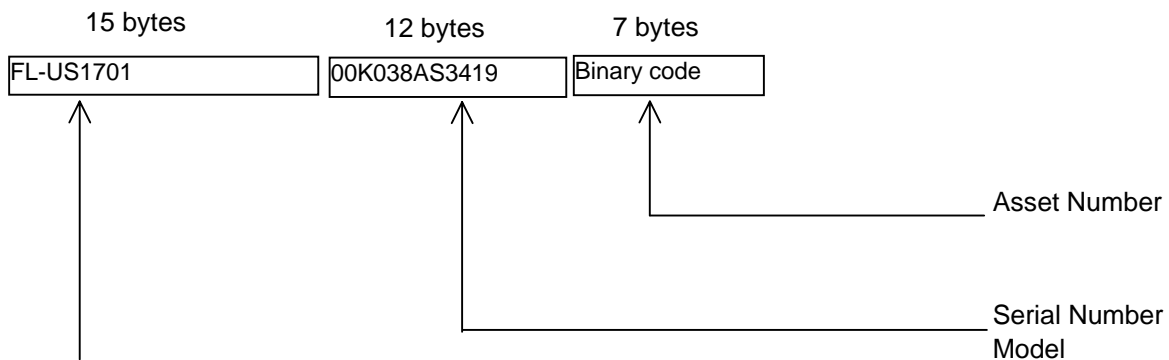 15 bytes 12 bytes 7 bytes
FL-US1701 00K038AS3419 Binary code
Asset Number
Serial Number
Model